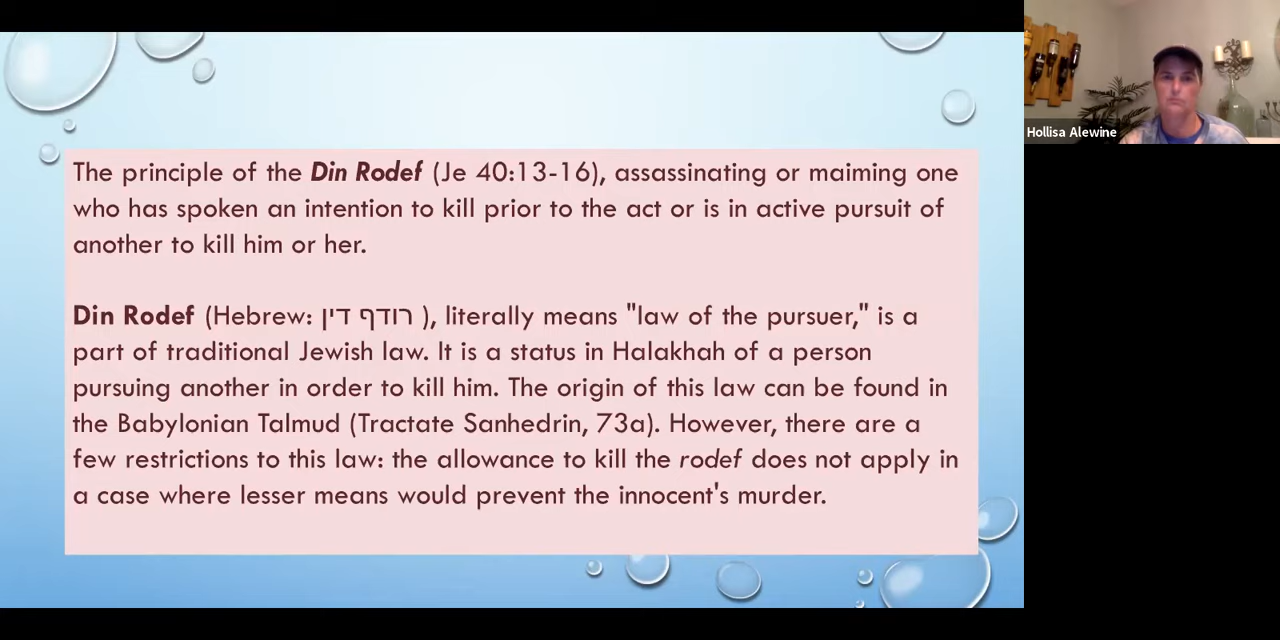 The principle of the Din Rodef (Je 40:13-16), assassinating or maiming one
who has spoken an intention to kill prior to the act or is in active pursuit of
another to kill him or her.
Din Rodef (Hebrew: רודף דין ), literally means "law of the pursuer," is a
part of traditional Jewish law. It is a status in Halakhah of a person
pursuing another in order to kill him. The origin of this law can be found in
the Babylonian Talmud (Tractate Sanhedrin, 73a). However, there are a
few restrictions to this law: the allowance to kill the rodef does not apply in
a case where lesser means would prevent the innocent's murder.
Hollisa Alewine